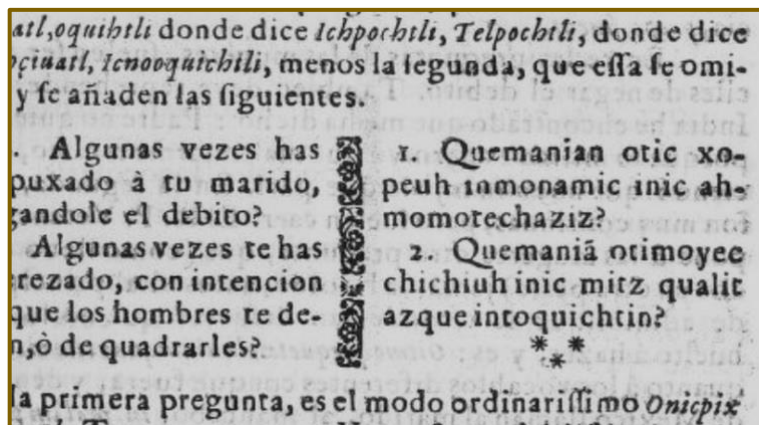 atl, oquihtli donde dice Ichpochtli, Telpochtli, donde dice
çiuatl, Icnooquichtli, menos la ſegunda, que eſſa ſe omi-
y ſe añaden las ſiguientes.
. Algunas vezes has
puxado à tu marido,
gandole el debito?
Algunas vezes te has
rezado, con intencion
que los hombres te de-
n, ò de quadrarles?
1. Quemanian otic xo-
peuh inmonamic inic ah-
momotechaziz?
2. Quemaniã otimoyec
chichiuh inic mitz qualit
azque intoquichtin?
***
la primera pregunta, es el modo ordinariſſimo Onicpix